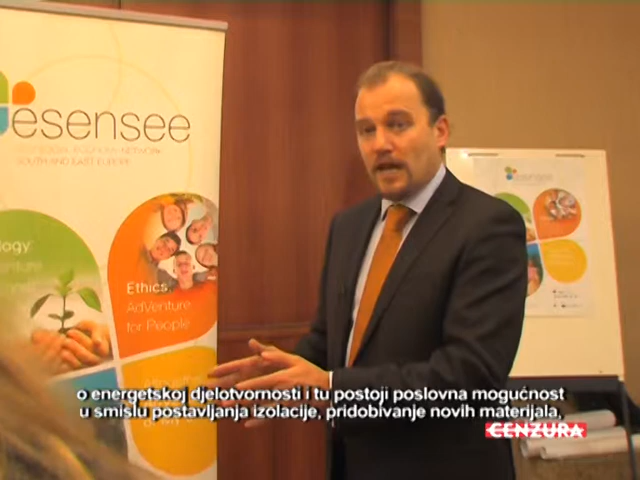 esensee
SOUTH AND EAST EUROPE
esensee
Ethics
AdVenture
for People
o energetskoj djelotvornosti i tu postoji poslovna mogućnost
u smislu postavljanja izolacije, pridobivanje novih materijala,
CENZURA